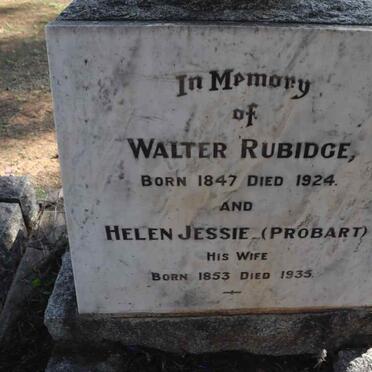 In Memory
of
WALTER RUBIDGE,
BORN 1847 DIED 1924.
AND
HELEN JESSIE (PROBART)
HIS WIFE
BORN 1853 DIED 1935.